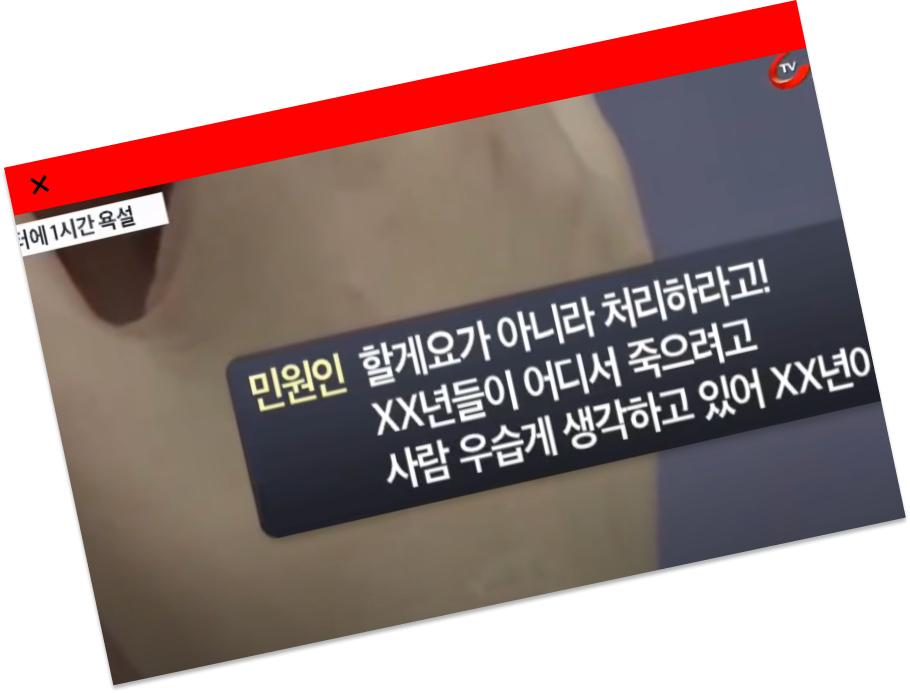 ✕
TV
터에 1시간 욕설
민원인 할게요가 아니라 처리하라고!
XX년들이 어디서 죽으려고
사람 우습게 생각하고 있어 XX년이